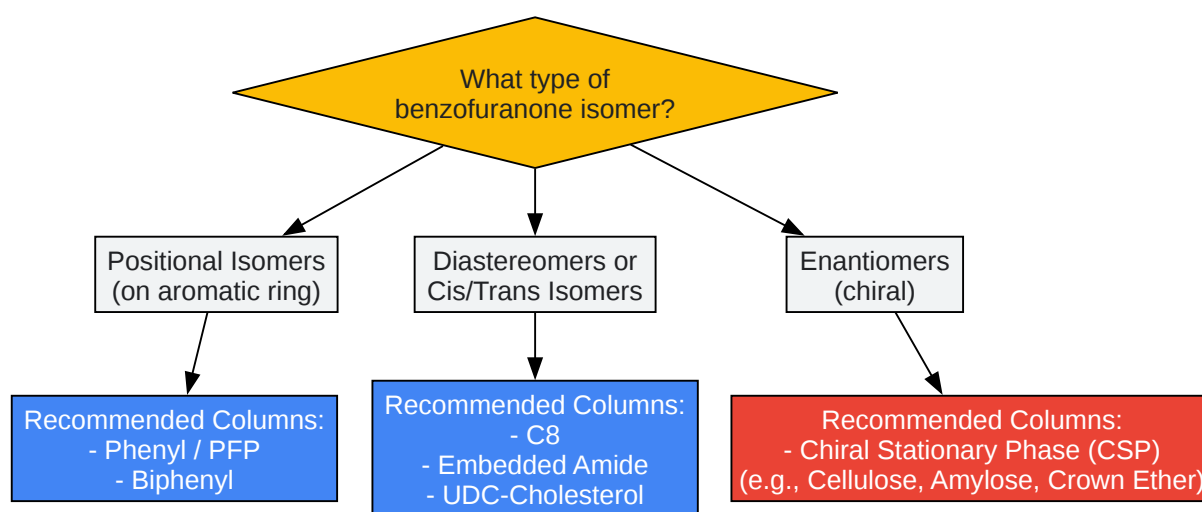 What type of
benzofuranone isomer?
Positional Isomers
(on aromatic ring)
Diastereomers or
Cis/Trans Isomers
Enantiomers
(chiral)
Recommended Columns:
- Phenyl / PFP
- Biphenyl
Recommended Columns:
- C8
- Embedded Amide
- UDC-Cholesterol
Recommended Columns:
- Chiral Stationary Phase (CSP)
(e.g., Cellulose, Amylose, Crown Ether)